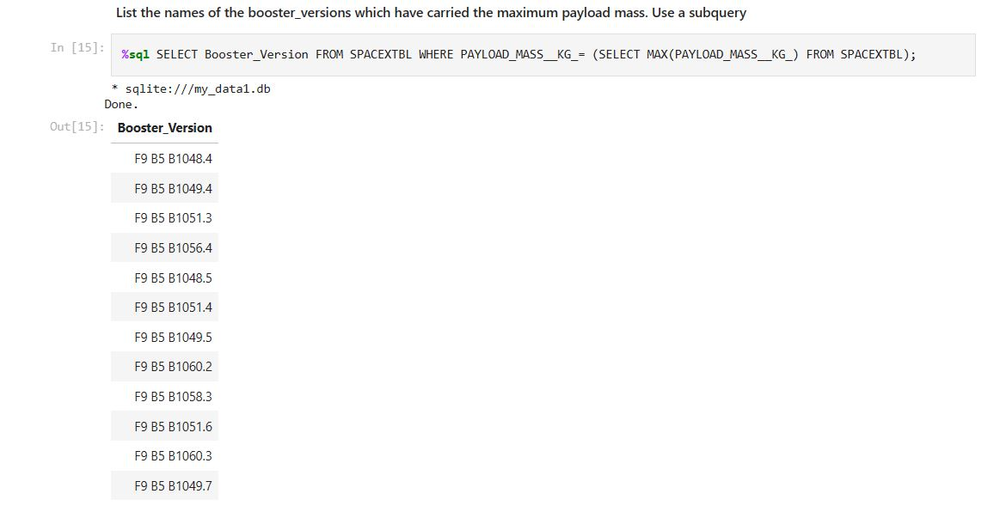 List the names of the booster_versions which have carried the maximum payload mass. Use a subquery
In [15]: %sql SELECT Booster_Version FROM SPACEXTBL WHERE PAYLOAD_MASS__KG_= (SELECT MAX(PAYLOAD_MASS__KG_) FROM SPACEXTBL);
* sqlite:///my_data1.db
Done.
Out[15]: Booster_Version
F9 B5 B1048.4
F9 B5 B1049.4
F9 B5 B1051.3
F9 B5 B1056.4
F9 B5 B1048.5
F9 B5 B1051.4
F9 B5 B1049.5
F9 B5 B1060.2
F9 B5 B1058.3
F9 B5 B1051.6
F9 B5 B1060.3
F9 B5 B1049.7